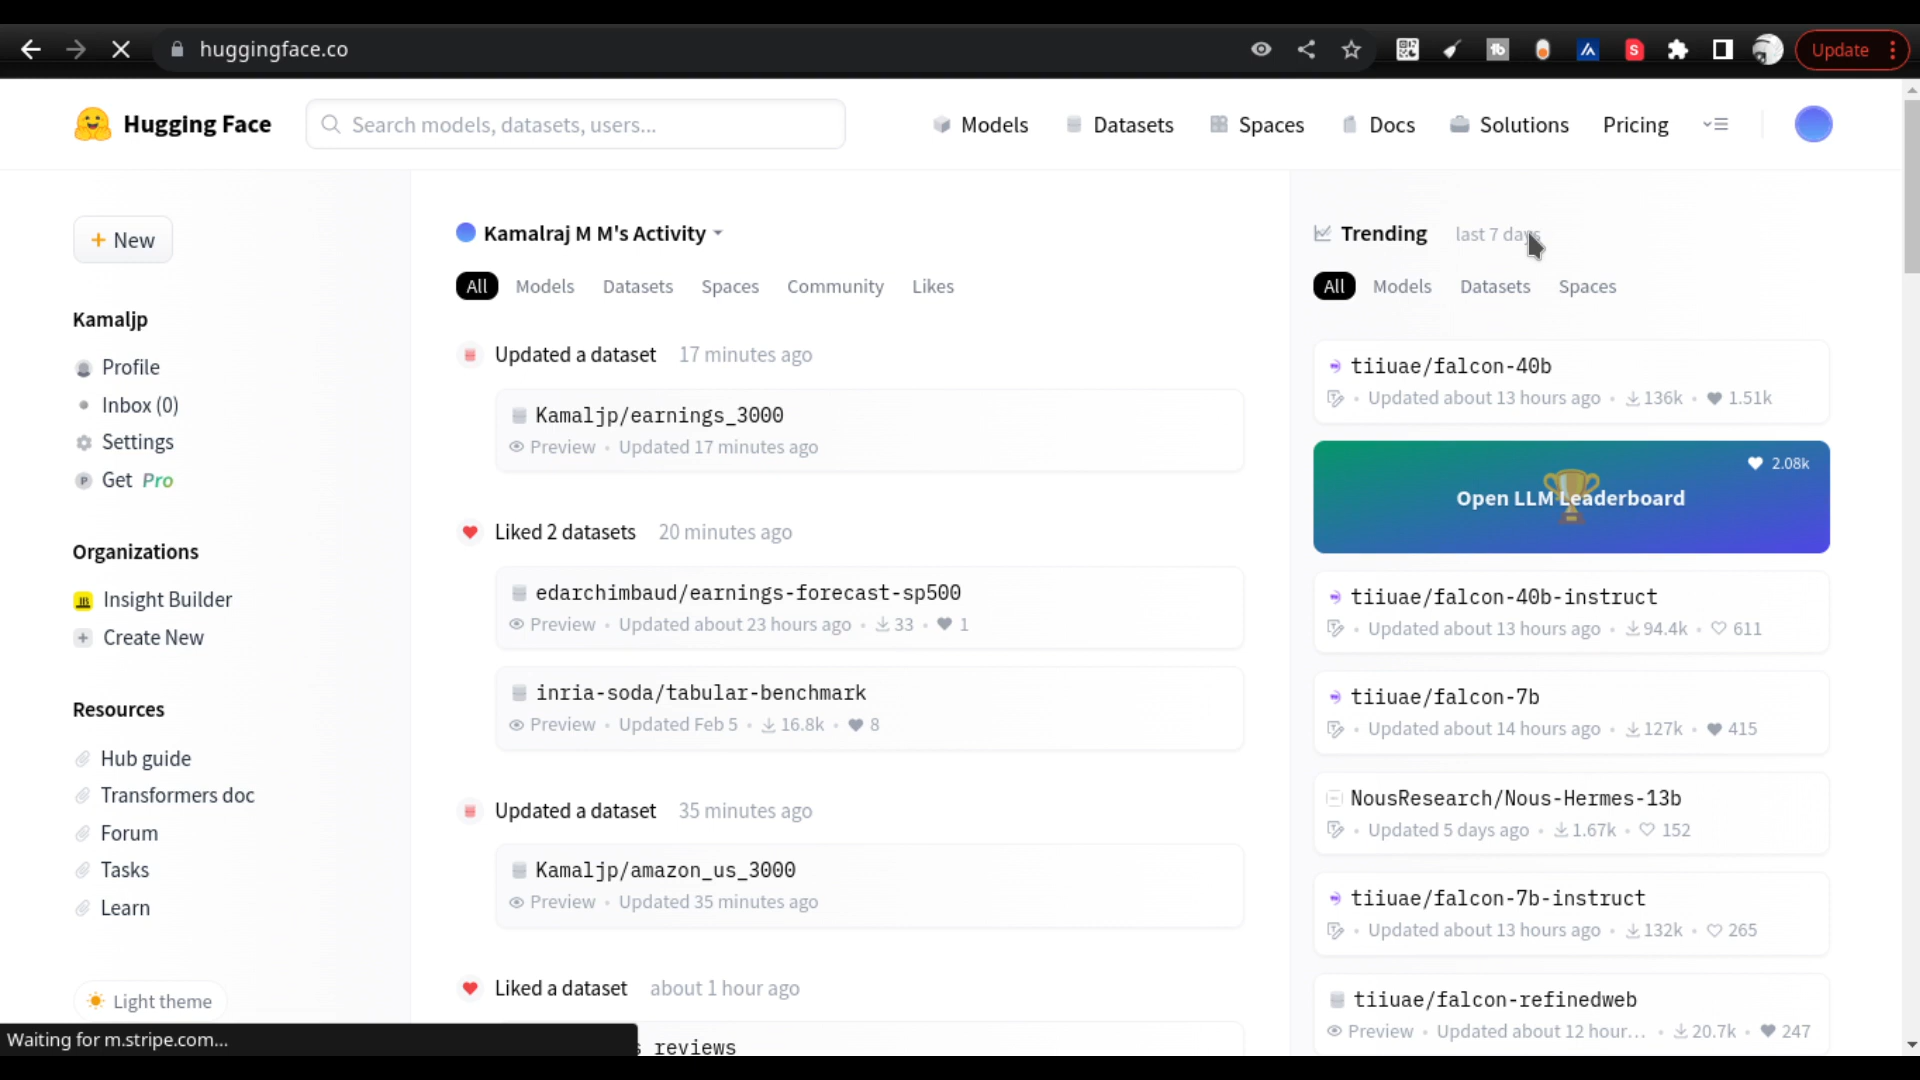 huggingface.co
Update
Hugging Face
Search models, datasets, users...
Models
Datasets
Spaces
Docs
Solutions
Pricing
+ New
Kamaljp
Profile
Inbox (0)
Settings
Get Pro
Organizations
Insight Builder
Create New
Resources
Hub guide
Transformers doc
Forum
Tasks
Learn
Light theme
Waiting for m.stripe.com...
Kamalraj M M's Activity
All Models Datasets Spaces Community Likes
Updated a dataset 17 minutes ago
Kamaljp/earnings_3000
Preview • Updated 17 minutes ago
Liked 2 datasets 20 minutes ago
edarchimbaud/earnings-forecast-sp500
Preview • Updated about 23 hours ago • 33 • 1
inria-soda/tabular-benchmark
Preview • Updated Feb 5 • 16.8k • 8
Updated a dataset 35 minutes ago
Kamaljp/amazon_us_3000
Preview • Updated 35 minutes ago
Liked a dataset about 1 hour ago
reviews
Trending last 7 days
All Models Datasets Spaces
tiiuae/falcon-40b
• Updated about 13 hours ago • 136k • 1.51k
2.08k
Open LLM Leaderboard
tiiuae/falcon-40b-instruct
• Updated about 13 hours ago • 94.4k • 611
tiiuae/falcon-7b
• Updated about 14 hours ago • 127k • 415
NousResearch/Nous-Hermes-13b
• Updated 5 days ago • 1.67k • 152
tiiuae/falcon-7b-instruct
• Updated about 13 hours ago • 132k • 265
tiiuae/falcon-refinedweb
Preview • Updated about 12 hour... • 20.7k • 247